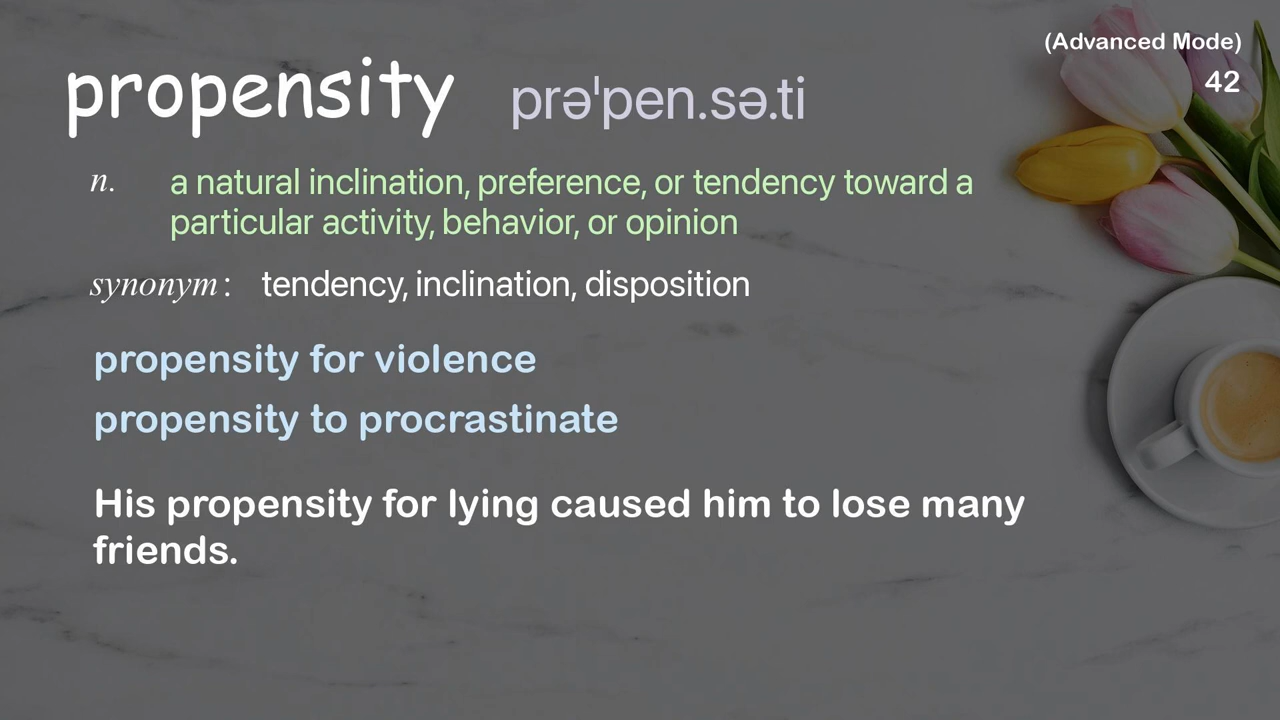 (Advanced Mode)
42
propensity prəˈpen.sə.ti
n. a natural inclination, preference, or tendency toward a
particular activity, behavior, or opinion
synonym: tendency, inclination, disposition
propensity for violence
propensity to procrastinate
His propensity for lying caused him to lose many
friends.